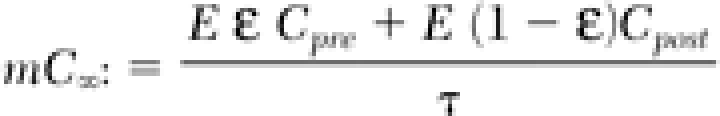 mC∞: = E ε C_pre + E (1 − ε)C_post
τ